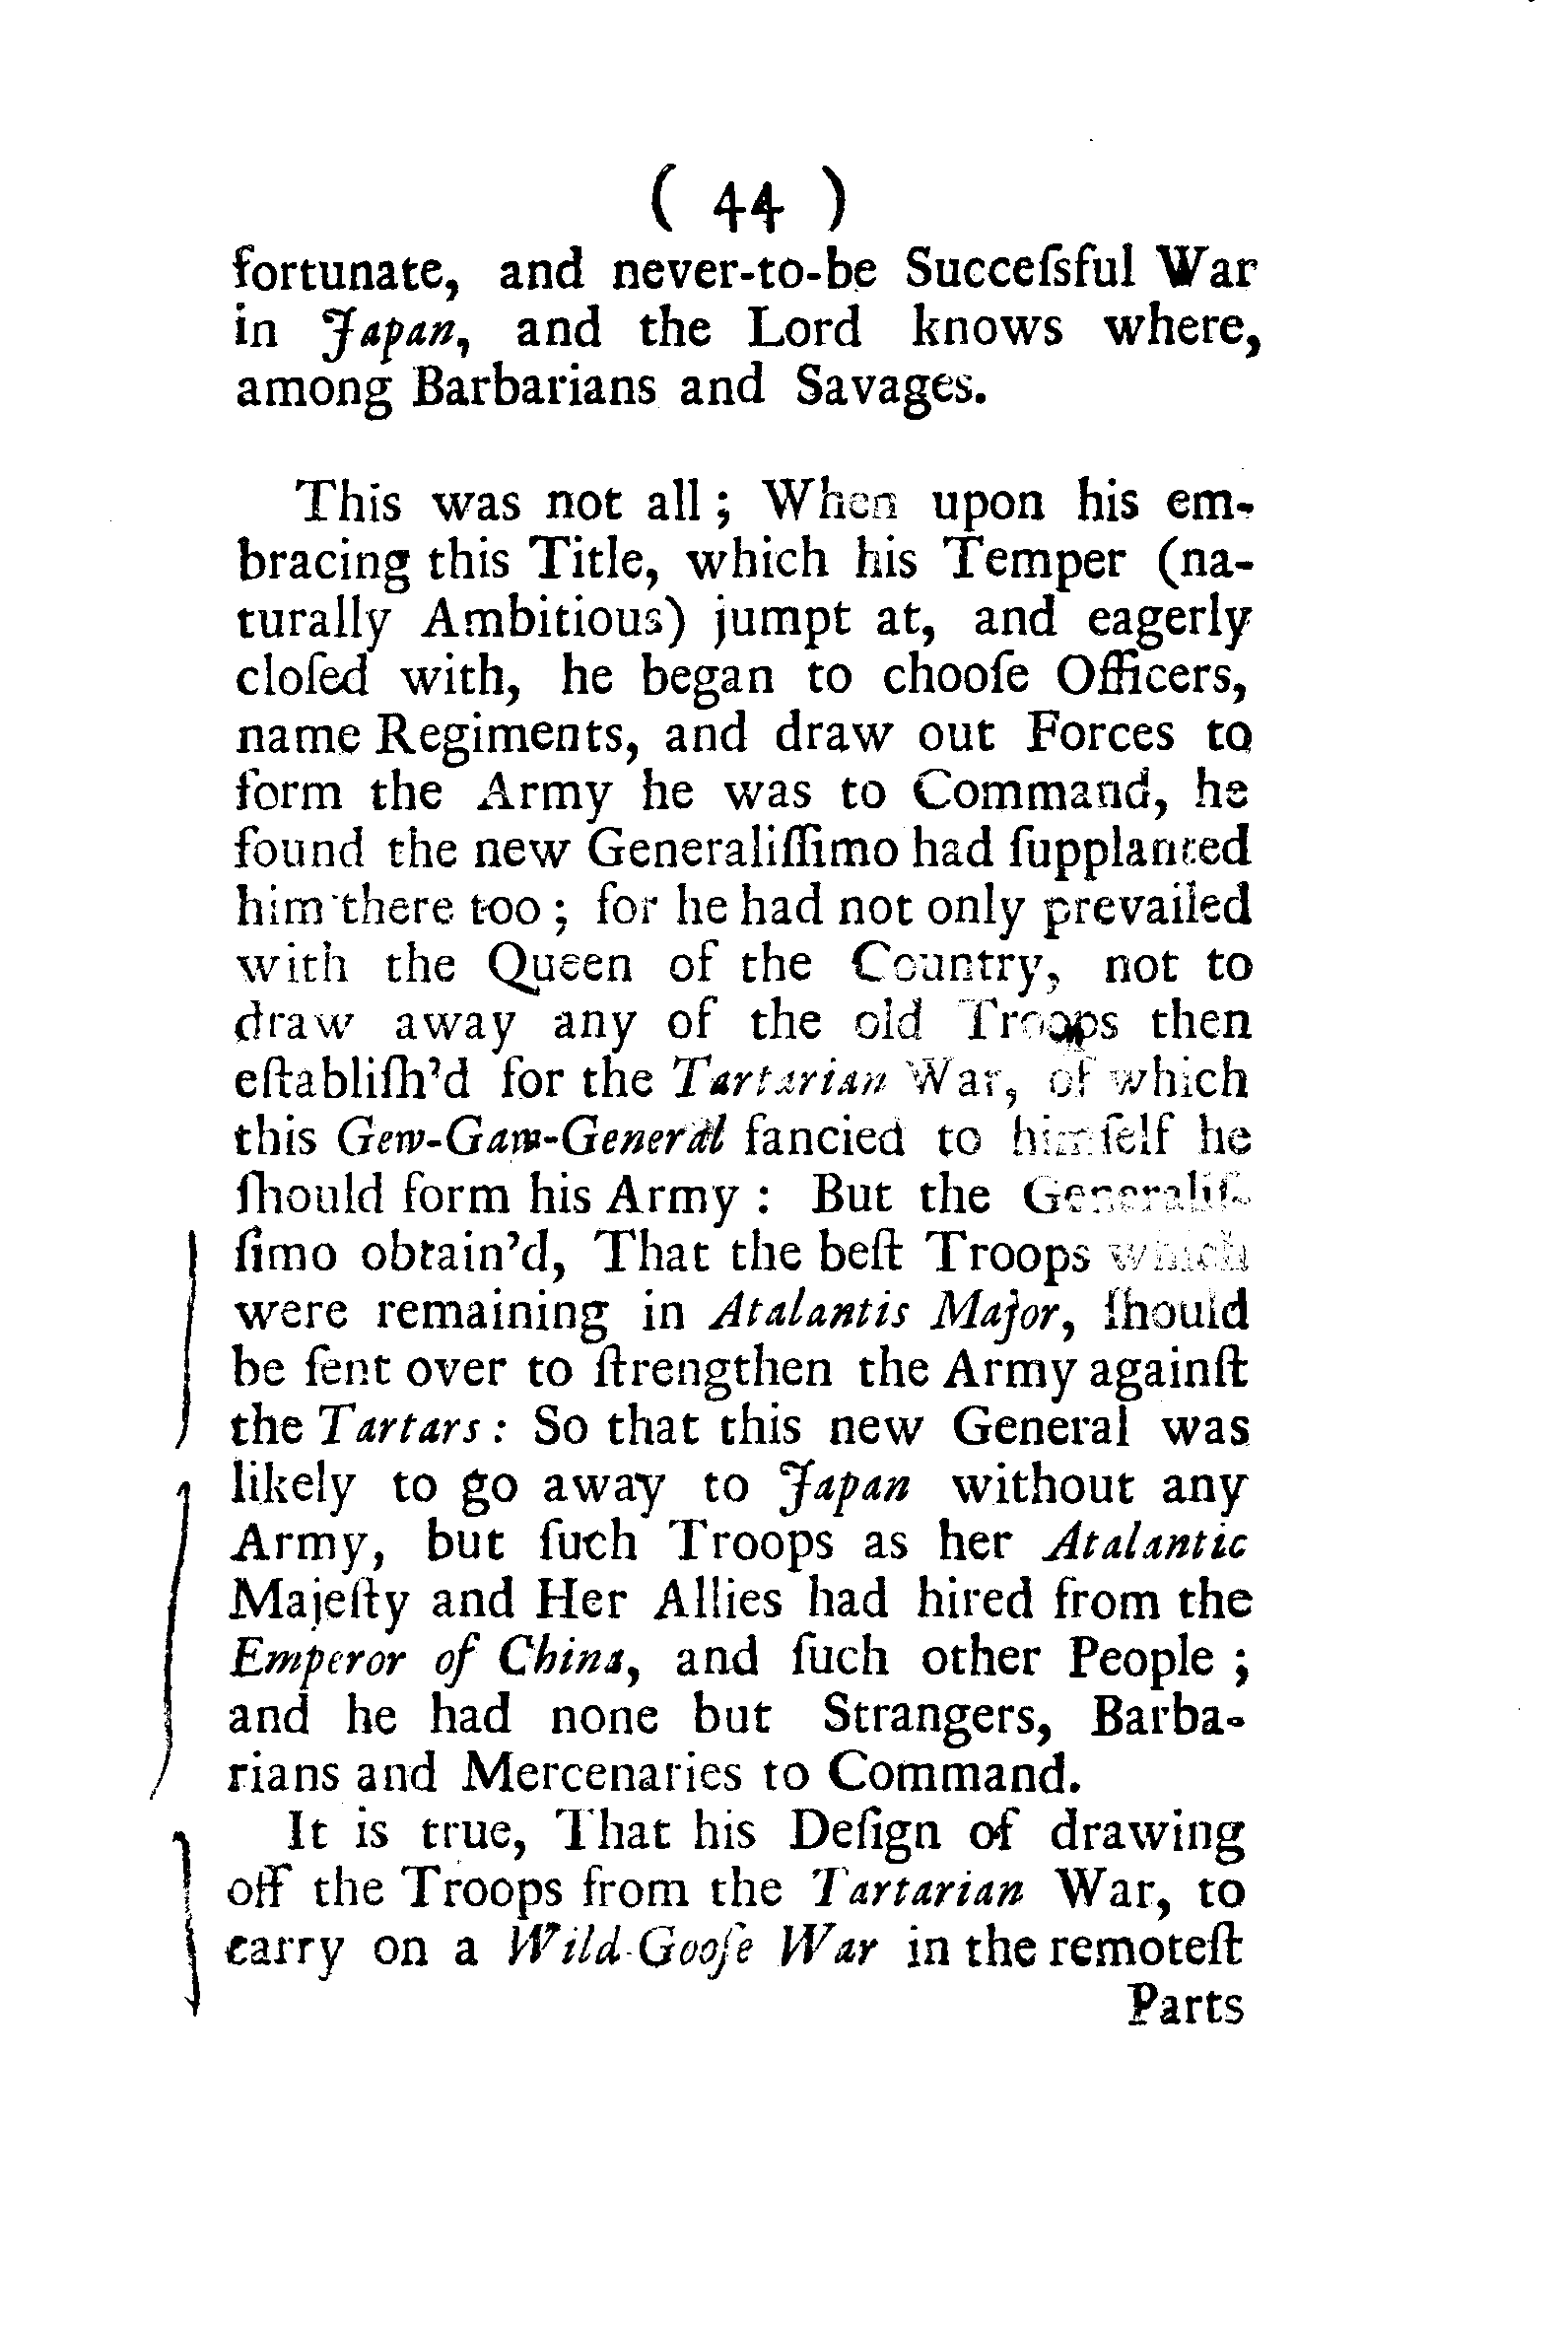 ( 44 )
fortunate, and never-to-be Succeſsful War
in Japan, and the Lord knows where,
among Barbarians and Savages.
This was not all; When upon his em-
bracing this Title, which his Temper (na-
turally Ambitious) jumpt at, and eagerly
cloſed with, he began to chooſe Officers,
name Regiments, and draw out Forces to
form the Army he was to Command, he
found the new Generaliſſimo had ſupplanted
him there too; for he had not only prevailed
with the Queen of the Country, not to
draw away any of the old Troops then
eſtabliſh'd for the Tartarian War, of which
this Gew-Gaw-General fancied to himſelf he
ſhould form his Army: But the Generaliſ-
ſimo obtain'd, That the beſt Troops which
were remaining in Atalantis Major, ſhould
be ſent over to ſtrengthen the Army againſt
the Tartars: So that this new General was
likely to go away to Japan without any
Army, but ſuch Troops as her Atalantic
Majeſty and Her Allies had hired from the
Emperor of China, and ſuch other People;
and he had none but Strangers, Barba-
rians and Mercenaries to Command.
It is true, That his Deſign of drawing
off the Troops from the Tartarian War, to
carry on a Wild-Gooſe War in the remoteſt
Parts